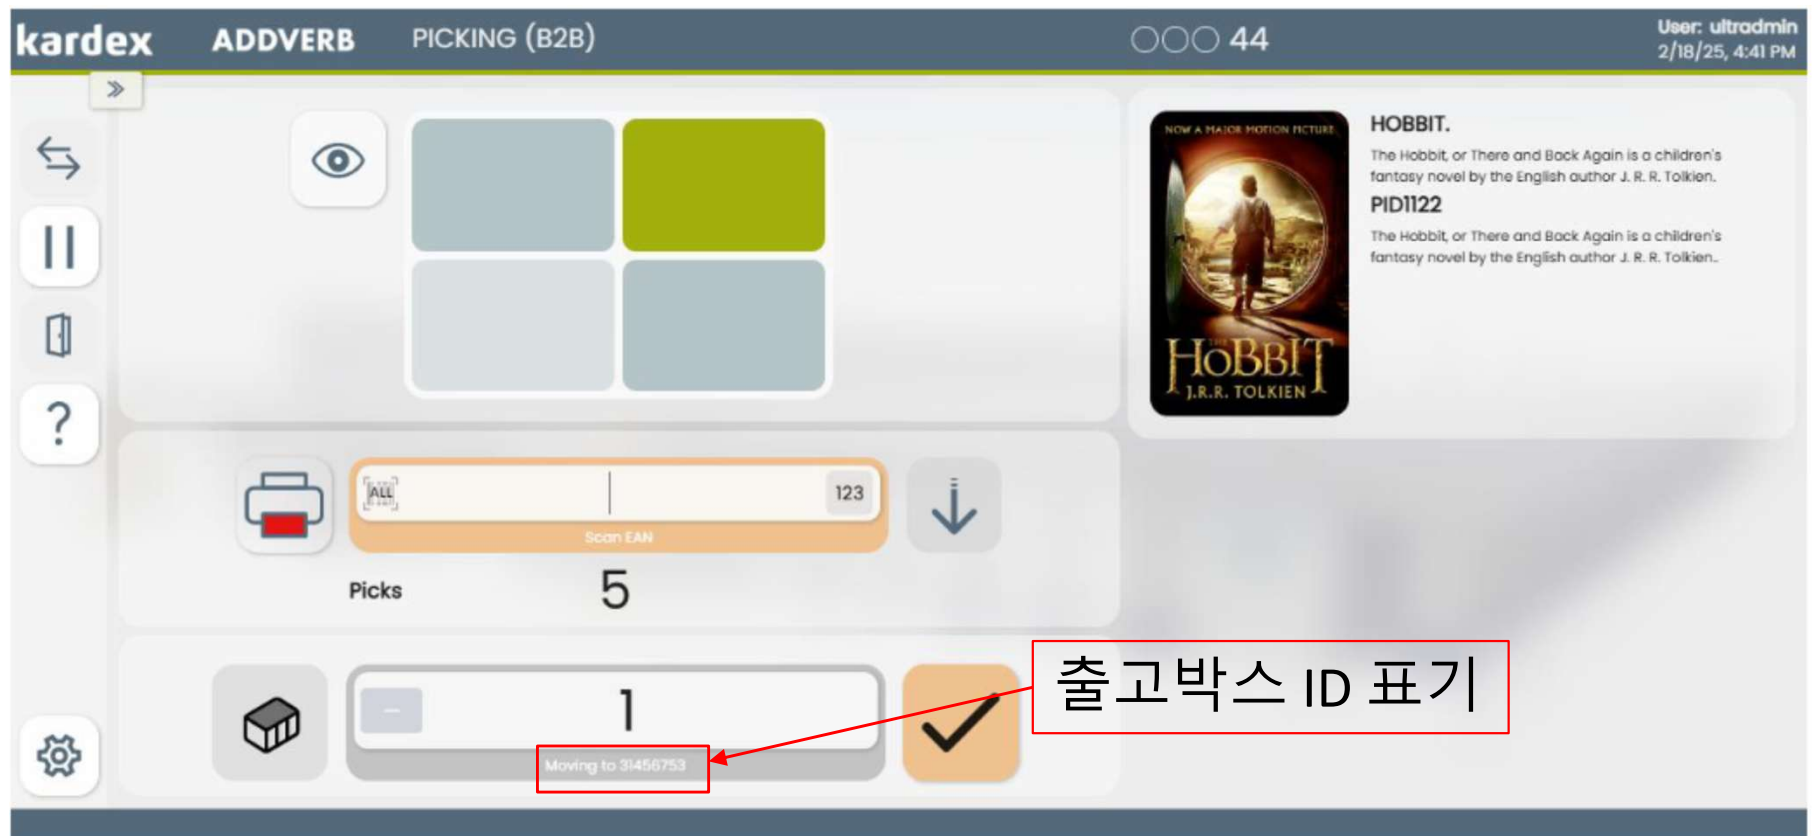 kardex ADDVERB PICKING (B2B) 44 User: ultradmin
2/18/25, 4:41 PM
NOW A MAJOR MOTION PICTURE
THE
HOBBIT
J.R.R. TOLKIEN
HOBBIT.
The Hobbit, or There and Back Again is a children's
fantasy novel by the English author J. R. R. Tolkien.
PID1122
The Hobbit, or There and Back Again is a children's
fantasy novel by the English author J. R. R. Tolkien..
?
ALL 123
Scan EAN
Picks 5
- 1
Moving to 31456753
출고박스 ID 표기